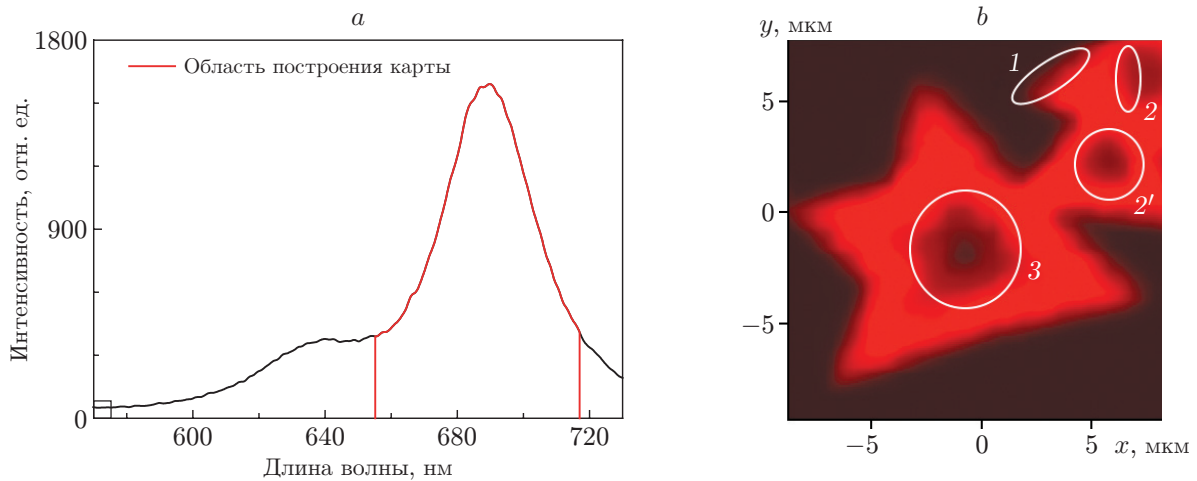 a
1800
900
0
Интенсивность, отн. ед.
Область построения карты
600 640 680 720
Длина волны, нм
b
y, мкм
5
0
−5
1
2
2′
3
−5 0 5 x, мкм